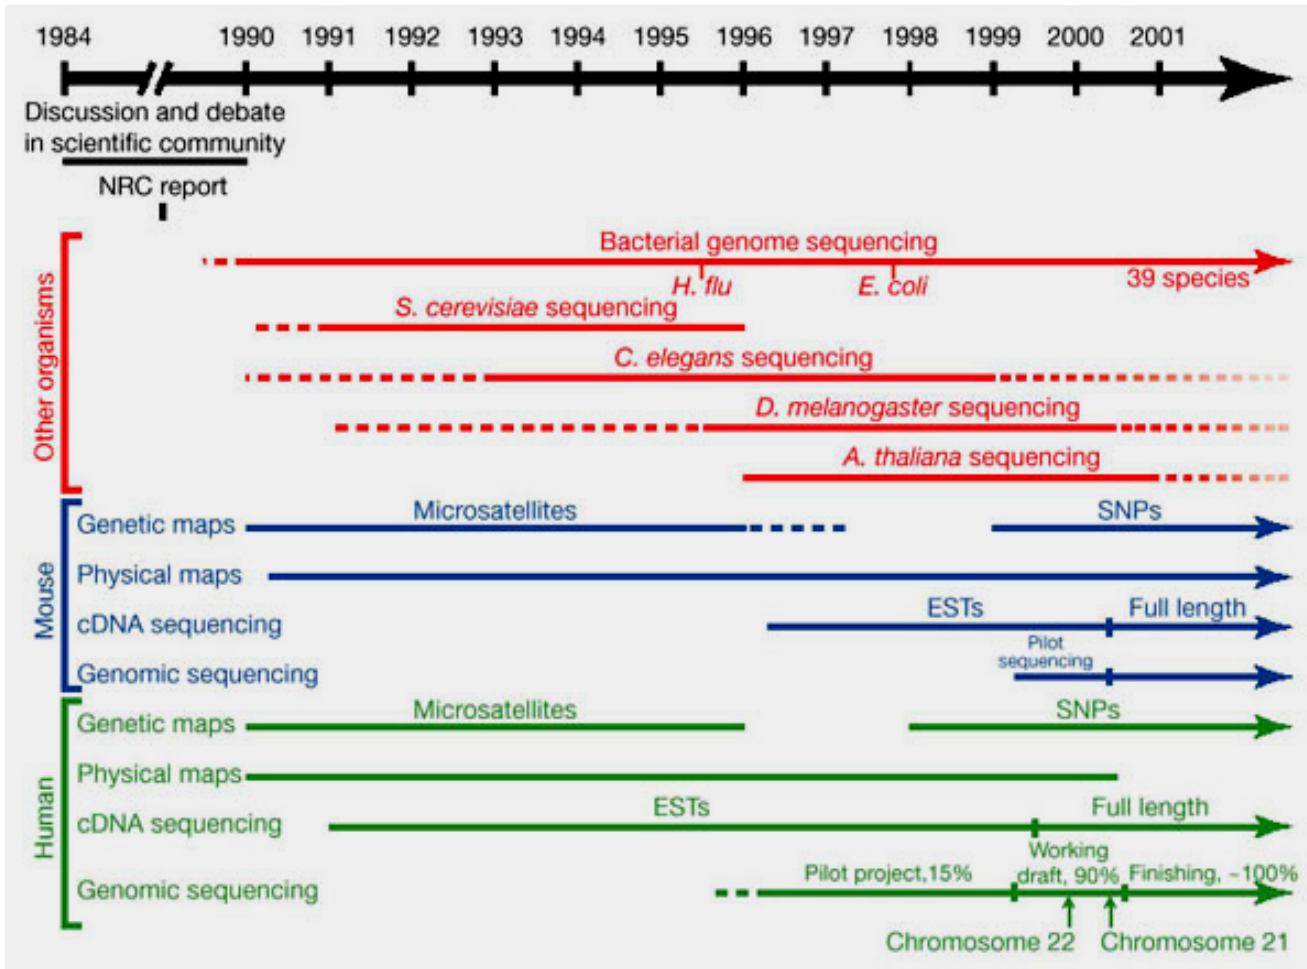 1984 1990 1991 1992 1993 1994 1995 1996 1997 1998 1999 2000 2001
Discussion and debate
in scientific community
NRC report
Other organisms
Bacterial genome sequencing
H. flu E. coli 39 species
S. cerevisiae sequencing
C. elegans sequencing
D. melanogaster sequencing
A. thaliana sequencing
Mouse
Genetic maps Microsatellites SNPs
Physical maps
cDNA sequencing ESTs Full length
Genomic sequencing
Pilot
sequencing
Human
Genetic maps Microsatellites SNPs
Physical maps
cDNA sequencing ESTs Full length
Genomic sequencing
Pilot project,15%
Working
draft, 90%
Finishing, ~100%
Chromosome 22 Chromosome 21